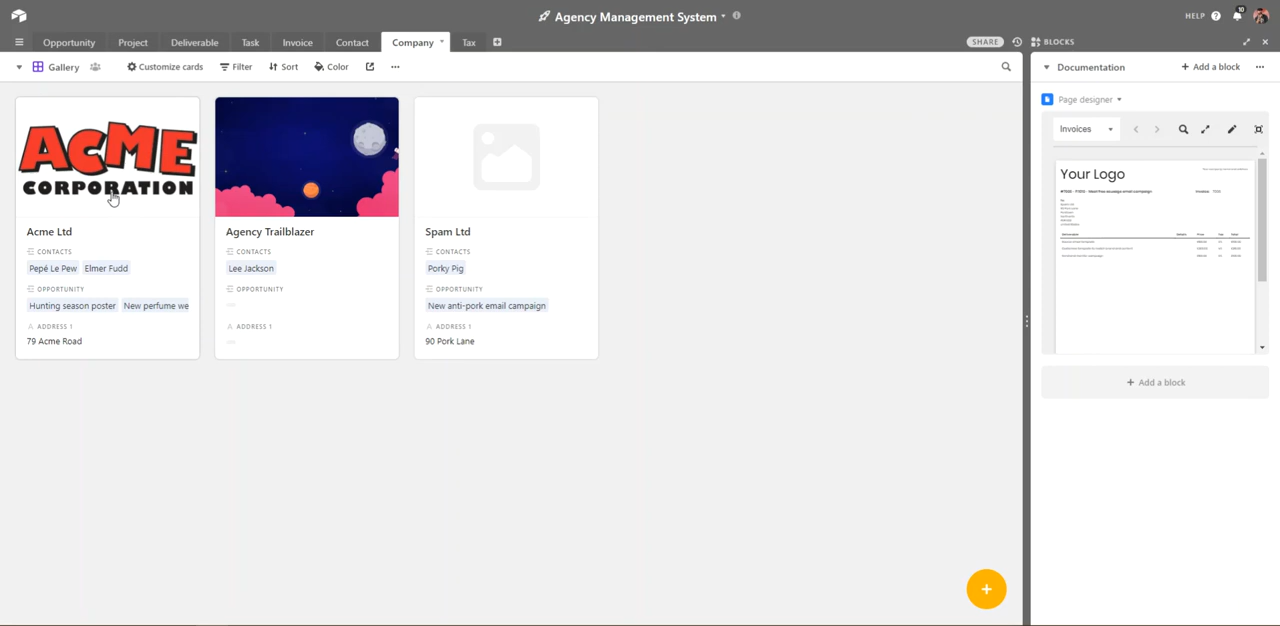 Agency Management System
HELP
10
Opportunity Project Deliverable Task Invoice Contact Company Tax
SHARE
BLOCKS
Gallery
Customize cards Filter Sort Color
Documentation
+ Add a block
Page designer
Invoices
ACME
CORPORATION
Acme Ltd
CONTACTS
Pepé Le Pew Elmer Fudd
OPPORTUNITY
Hunting season poster New perfume we
A ADDRESS 1
79 Acme Road
Agency Trailblazer
CONTACTS
Lee Jackson
OPPORTUNITY
A ADDRESS 1
Spam Ltd
CONTACTS
Porky Pig
OPPORTUNITY
New anti-pork email campaign
A ADDRESS 1
90 Pork Lane
Your Logo
+ Add a block
+